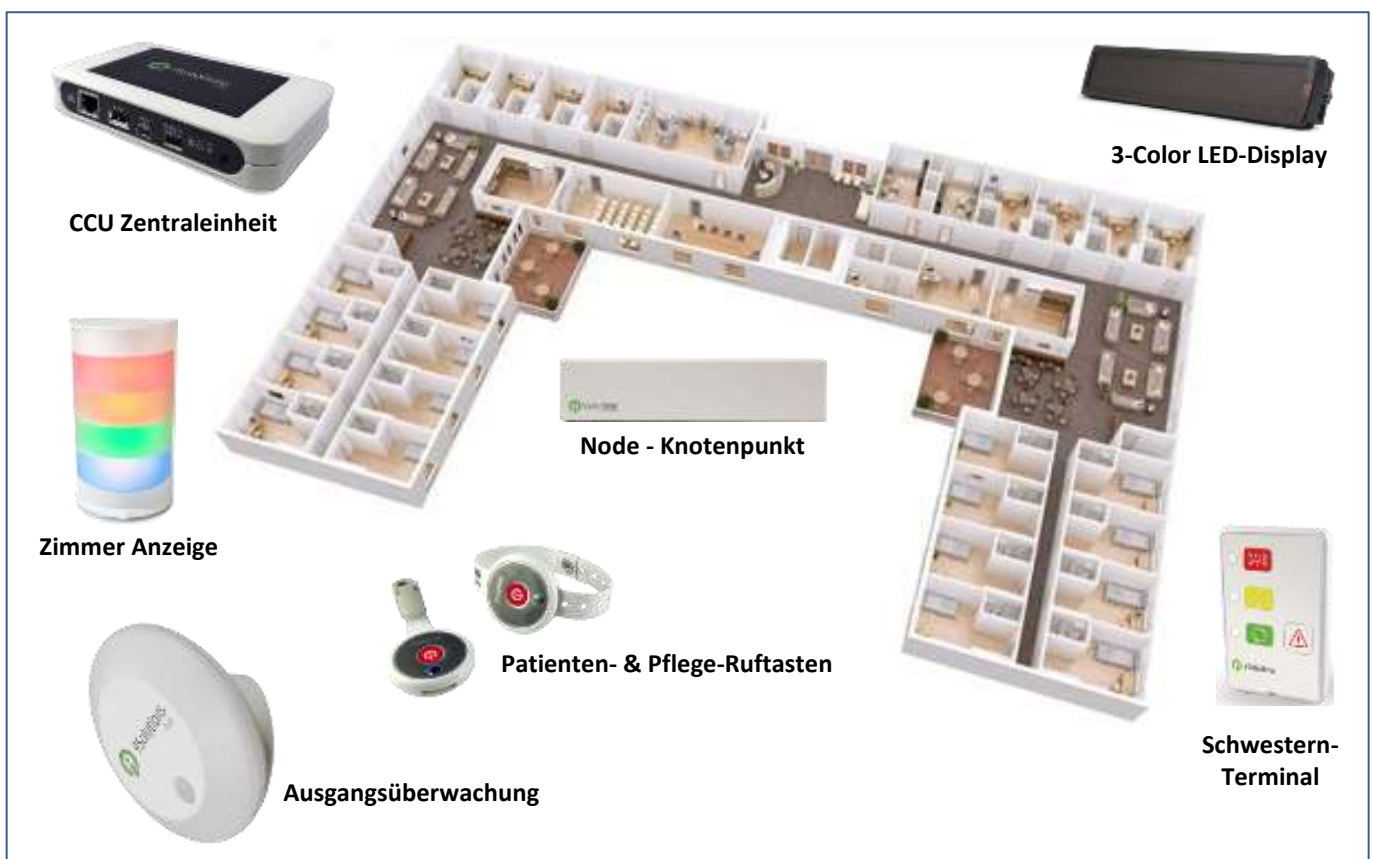 CCU Zentraleinheit
3-Color LED-Display
Node - Knotenpunkt
Zimmer Anzeige
Patienten- & Pflege-Ruftasten
Schwestern-
Terminal
Ausgangsüberwachung